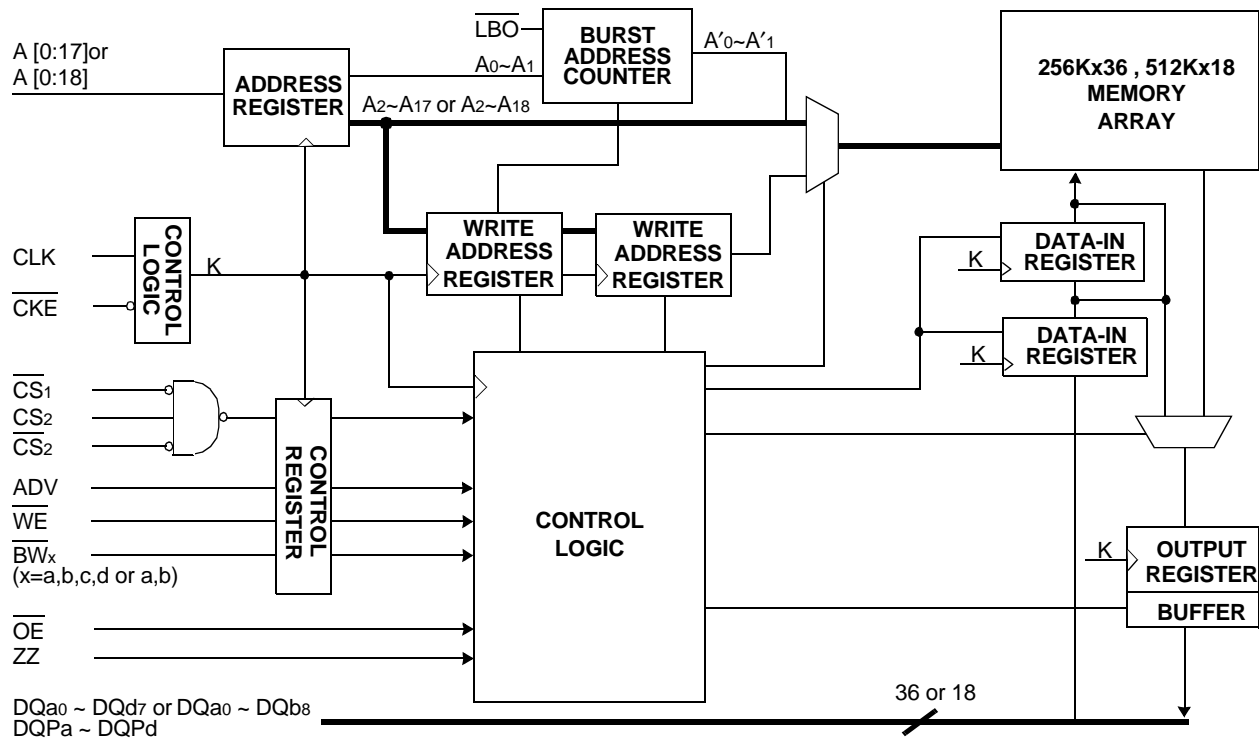 A [0:17]or
A [0:18]
ADDRESS
REGISTER
LBO
A0~A1
A2~A17 or A2~A18
BURST
ADDRESS
COUNTER
A′0~A′1
256Kx36 , 512Kx18
MEMORY
ARRAY
CLK
CKE
CONTROL
LOGIC
K
WRITE
ADDRESS
REGISTER
WRITE
ADDRESS
REGISTER
K
DATA-IN
REGISTER
K
DATA-IN
REGISTER
CS1
CS2
CS2
ADV
WE
BWx
(x=a,b,c,d or a,b)
CONTROL
REGISTER
CONTROL
LOGIC
K
OUTPUT
REGISTER
BUFFER
OE
ZZ
DQa0 ~ DQd7 or DQa0 ~ DQb8
DQPa ~ DQPd
36 or 18